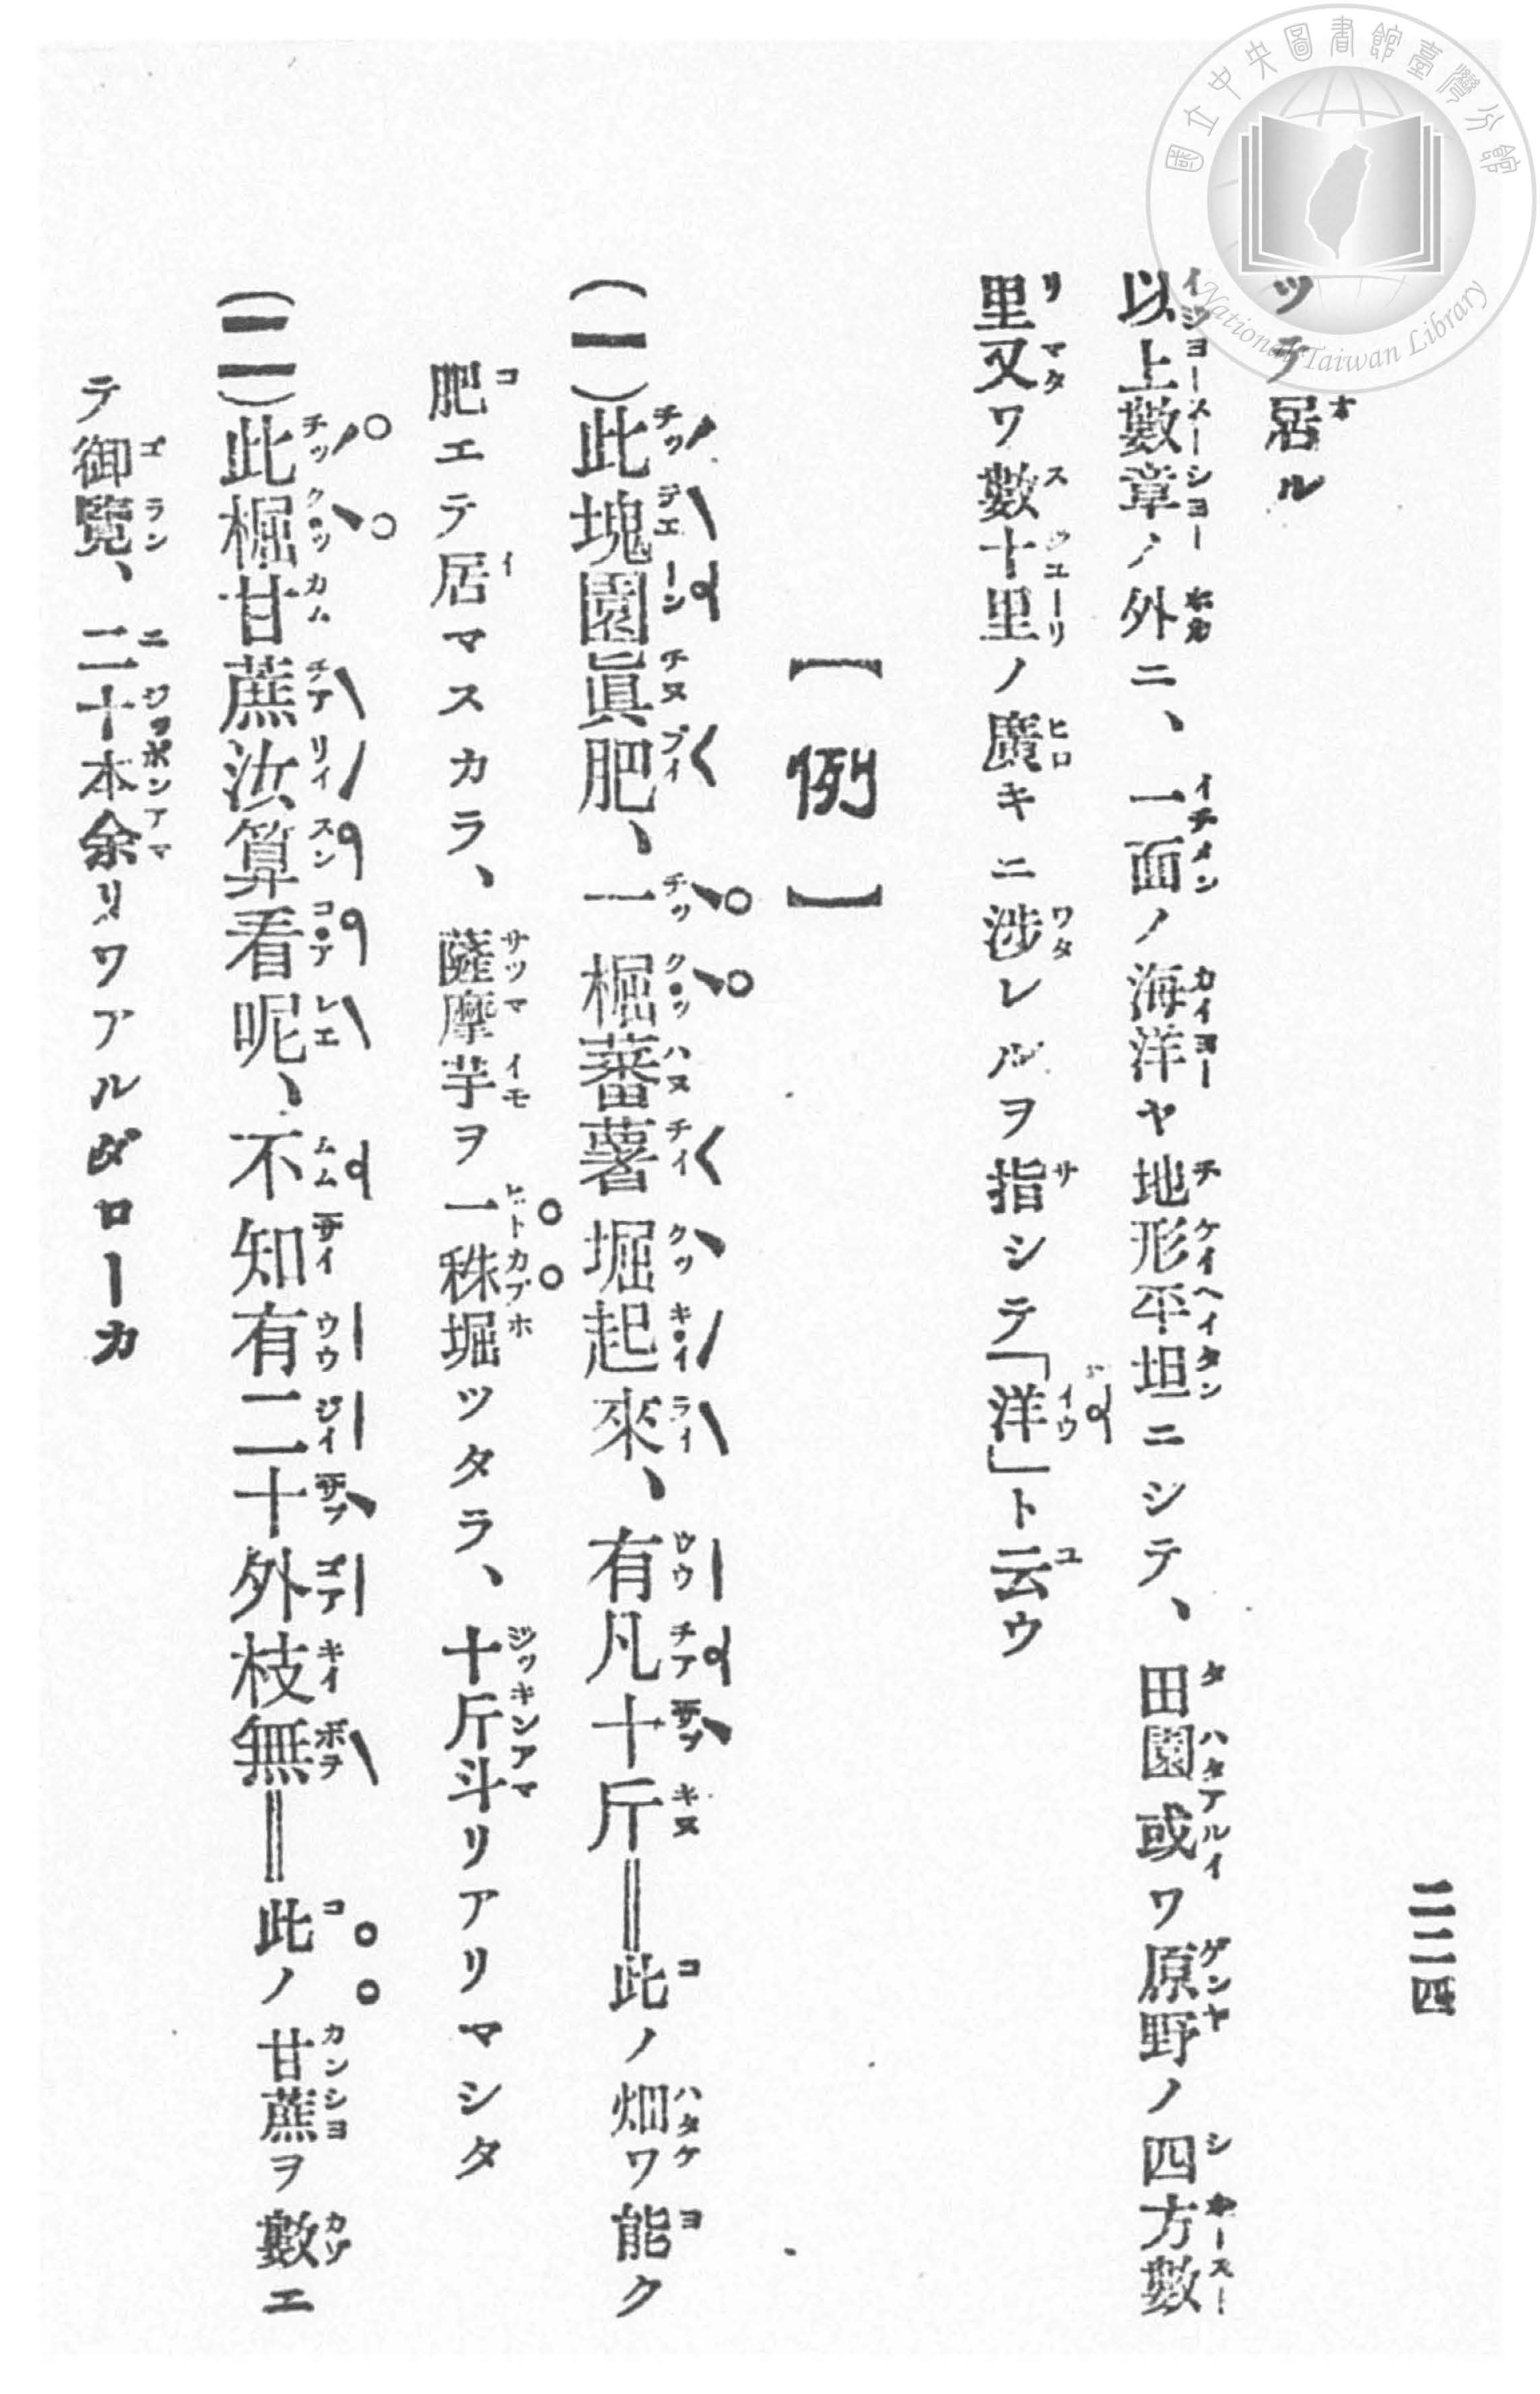 二二四
ツテ居ル
以上數章ノ外ニ、一面ノ海洋ヤ地形平坦ニシテ、田園或ワ原野ノ四方數
里又ワ數十里ノ廣キニ涉レルヲ指シテ「洋」ト云ウ
【例】
(一)此塊園眞肥、一堀蕃薯堀起來、有凡十斤══此ノ畑ワ能ク
肥エテ居マスカラ、薩摩芋ヲ一秼堀ツタラ、十斤斗リアリマシタ
(二)此堀甘蔗汝算看呢、不知有二十外枝無══此ノ甘蔗ヲ數エ
テ御覽、二十本余リワアルダローカ
國立中央圖書館臺灣分館
National Taiwan Library